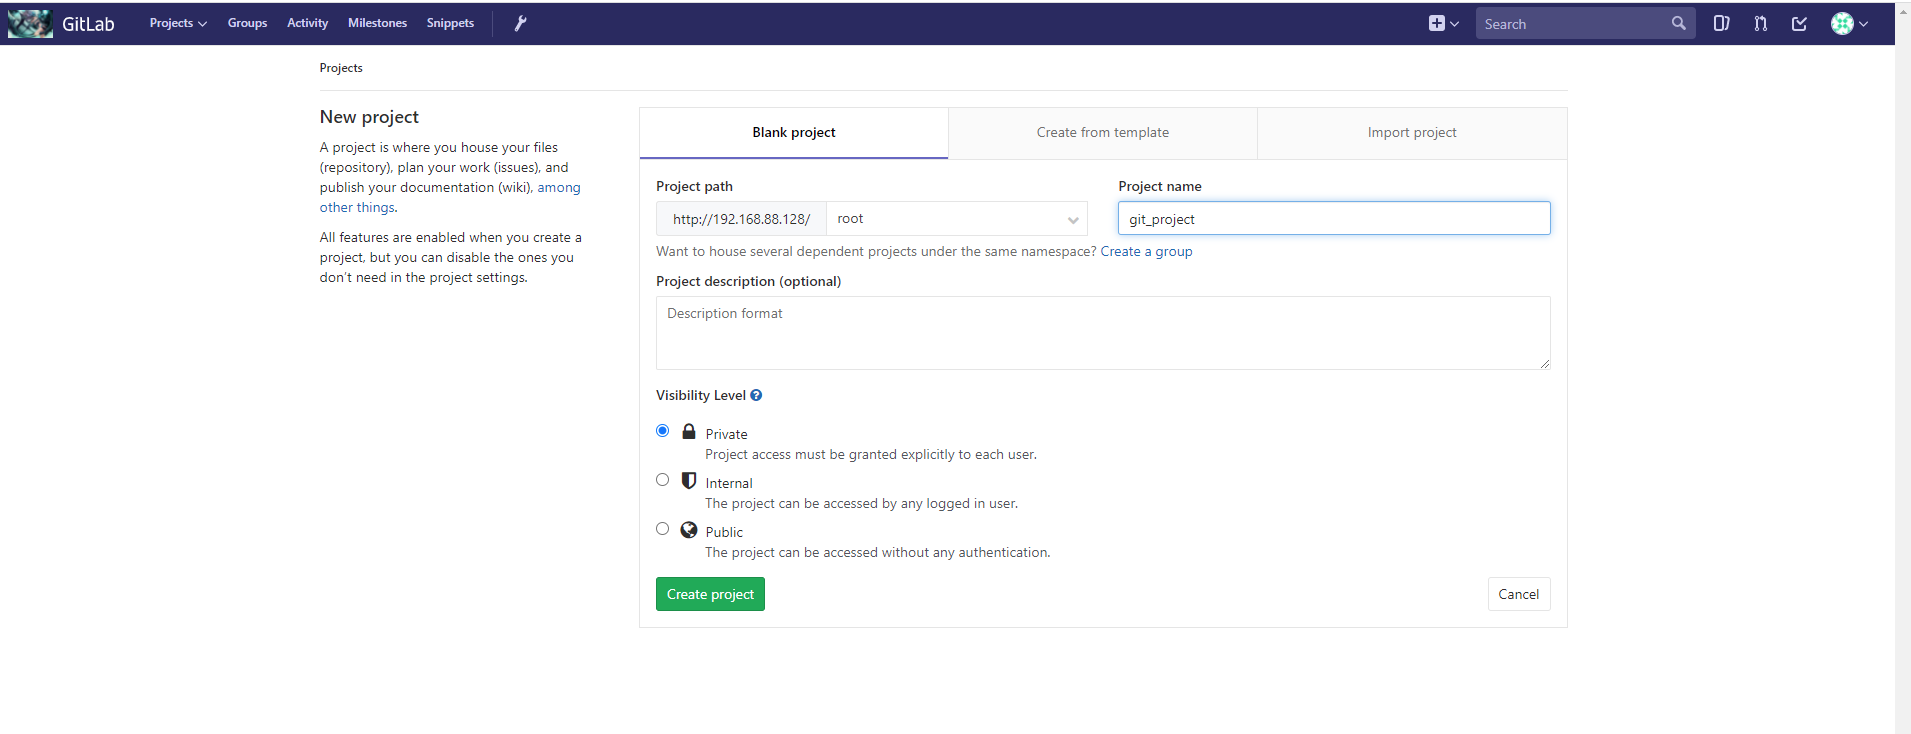 GitLab Projects Groups Activity Milestones Snippets Search
Projects
New project
A project is where you house your files
(repository), plan your work (issues), and
publish your documentation (wiki), among
other things.
All features are enabled when you create a
project, but you can disable the ones you
don't need in the project settings.
Blank project Create from template Import project
Project path Project name
http://192.168.88.128/ root git_project
Want to house several dependent projects under the same namespace? Create a group
Project description (optional)
Description format
Visibility Level ?
Private
Project access must be granted explicitly to each user.
Internal
The project can be accessed by any logged in user.
Public
The project can be accessed without any authentication.
Create project Cancel